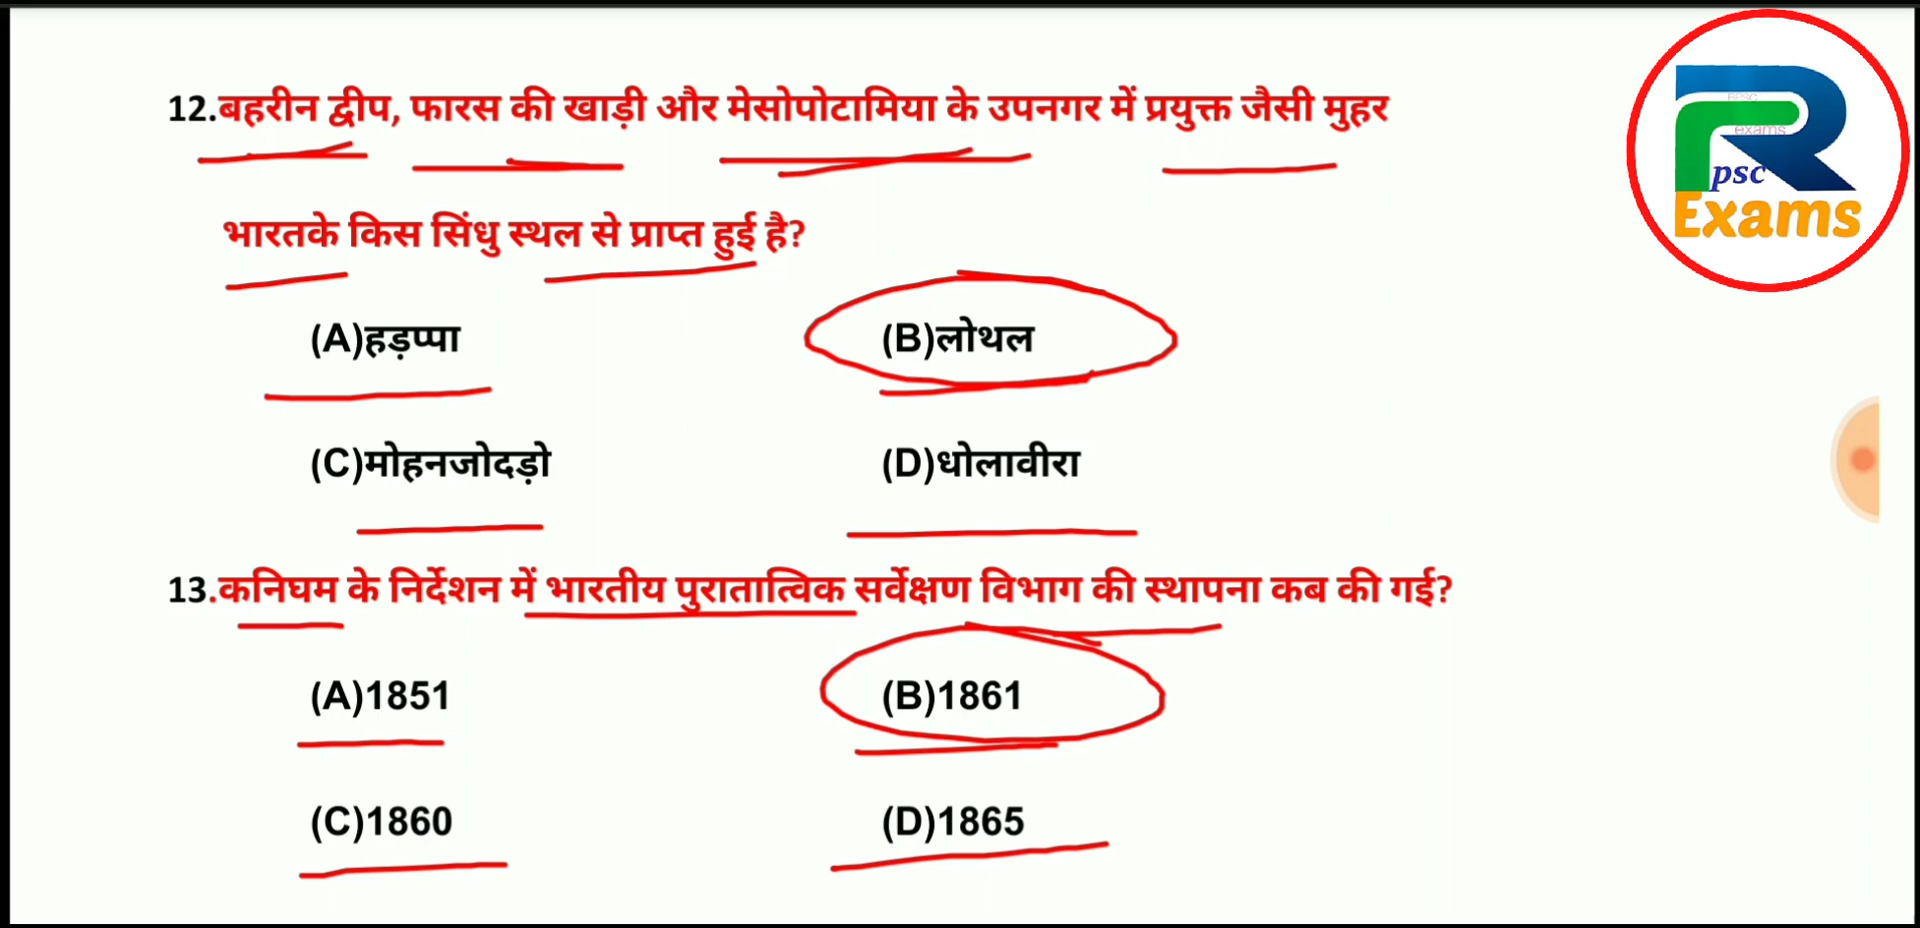 12.बहरीन द्वीप, फारस की खाड़ी और मेसोपोटामिया के उपनगर में प्रयुक्त जैसी मुहर
भारतके किस सिंधु स्थल से प्राप्त हुई है?
(A)हड़प्पा (B)लोथल
(C)मोहनजोदड़ो (D)धोलावीरा
13.कनिघम के निर्देशन में भारतीय पुरातात्विक सर्वेक्षण विभाग की स्थापना कब की गई?
(A)1851 (B)1861
(C)1860 (D)1865
R
psc
Exams
exams